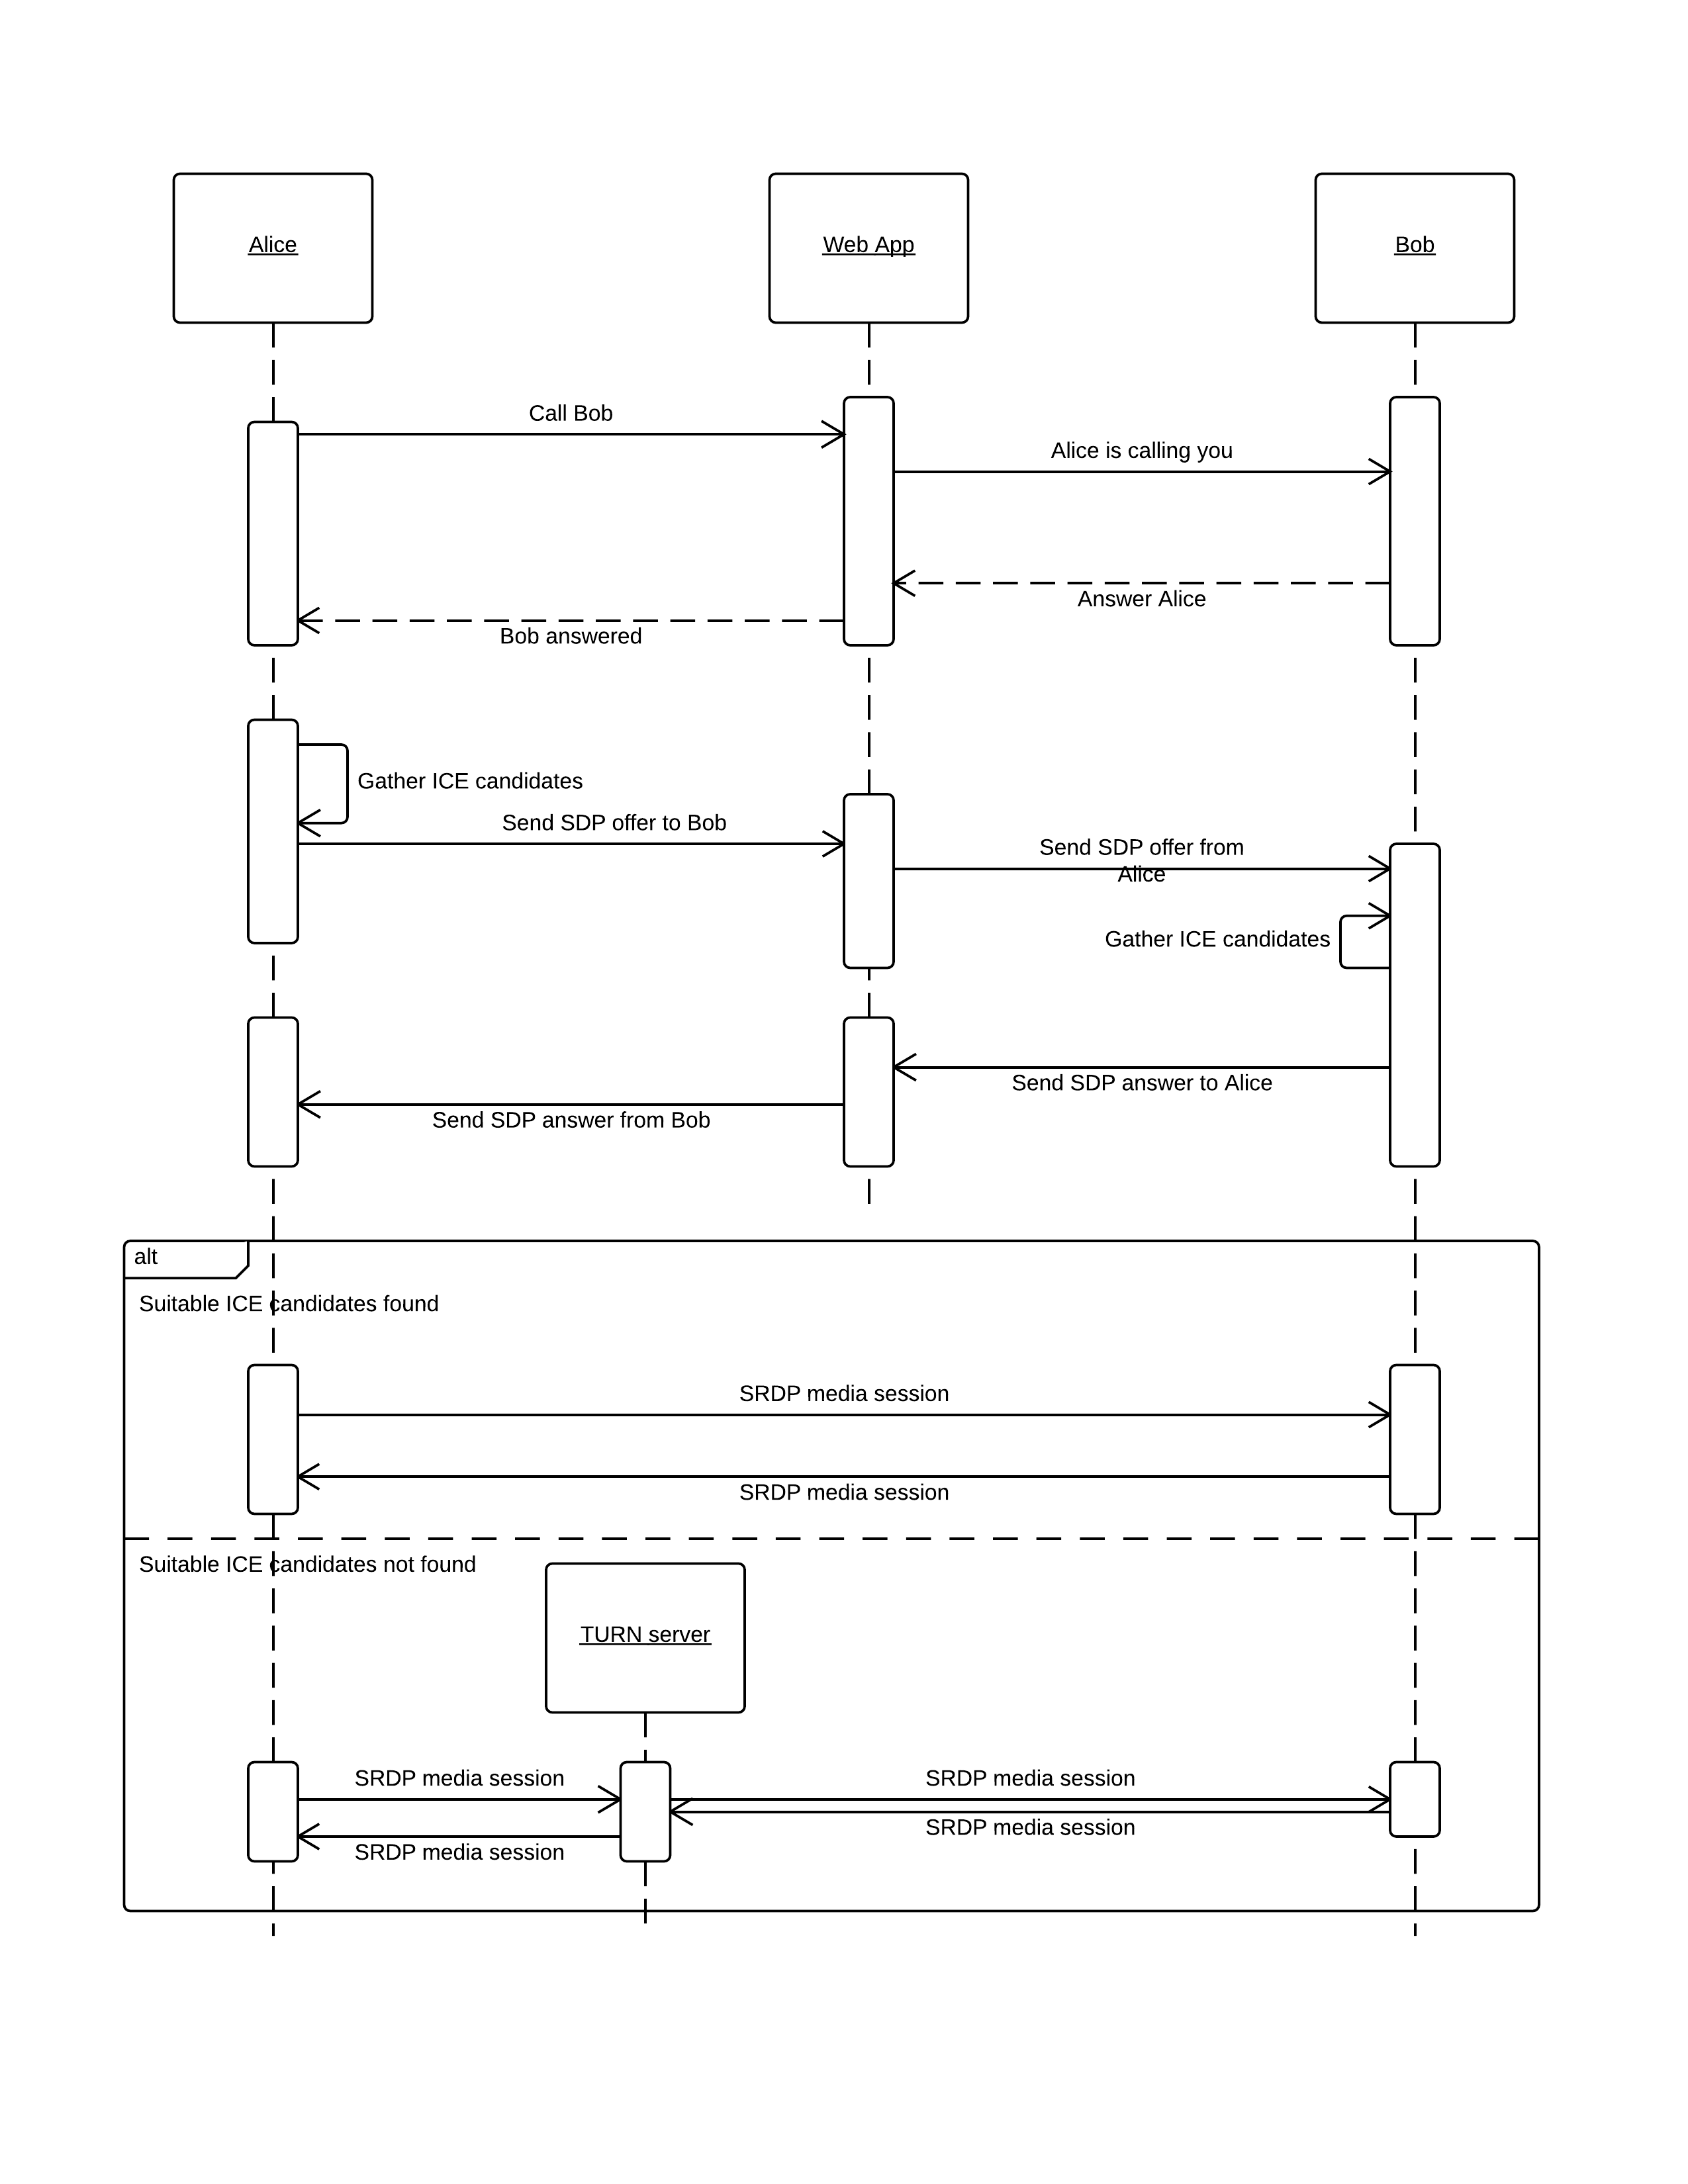 Alice
Web App
Bob
Call Bob
Alice is calling you
Answer Alice
Bob answered
Gather ICE candidates
Send SDP offer to Bob
Send SDP offer from
Alice
Gather ICE candidates
Send SDP answer to Alice
Send SDP answer from Bob
alt
Suitable ICE candidates found
SRDP media session
SRDP media session
Suitable ICE candidates not found
TURN server
SRDP media session
SRDP media session
SRDP media session
SRDP media session